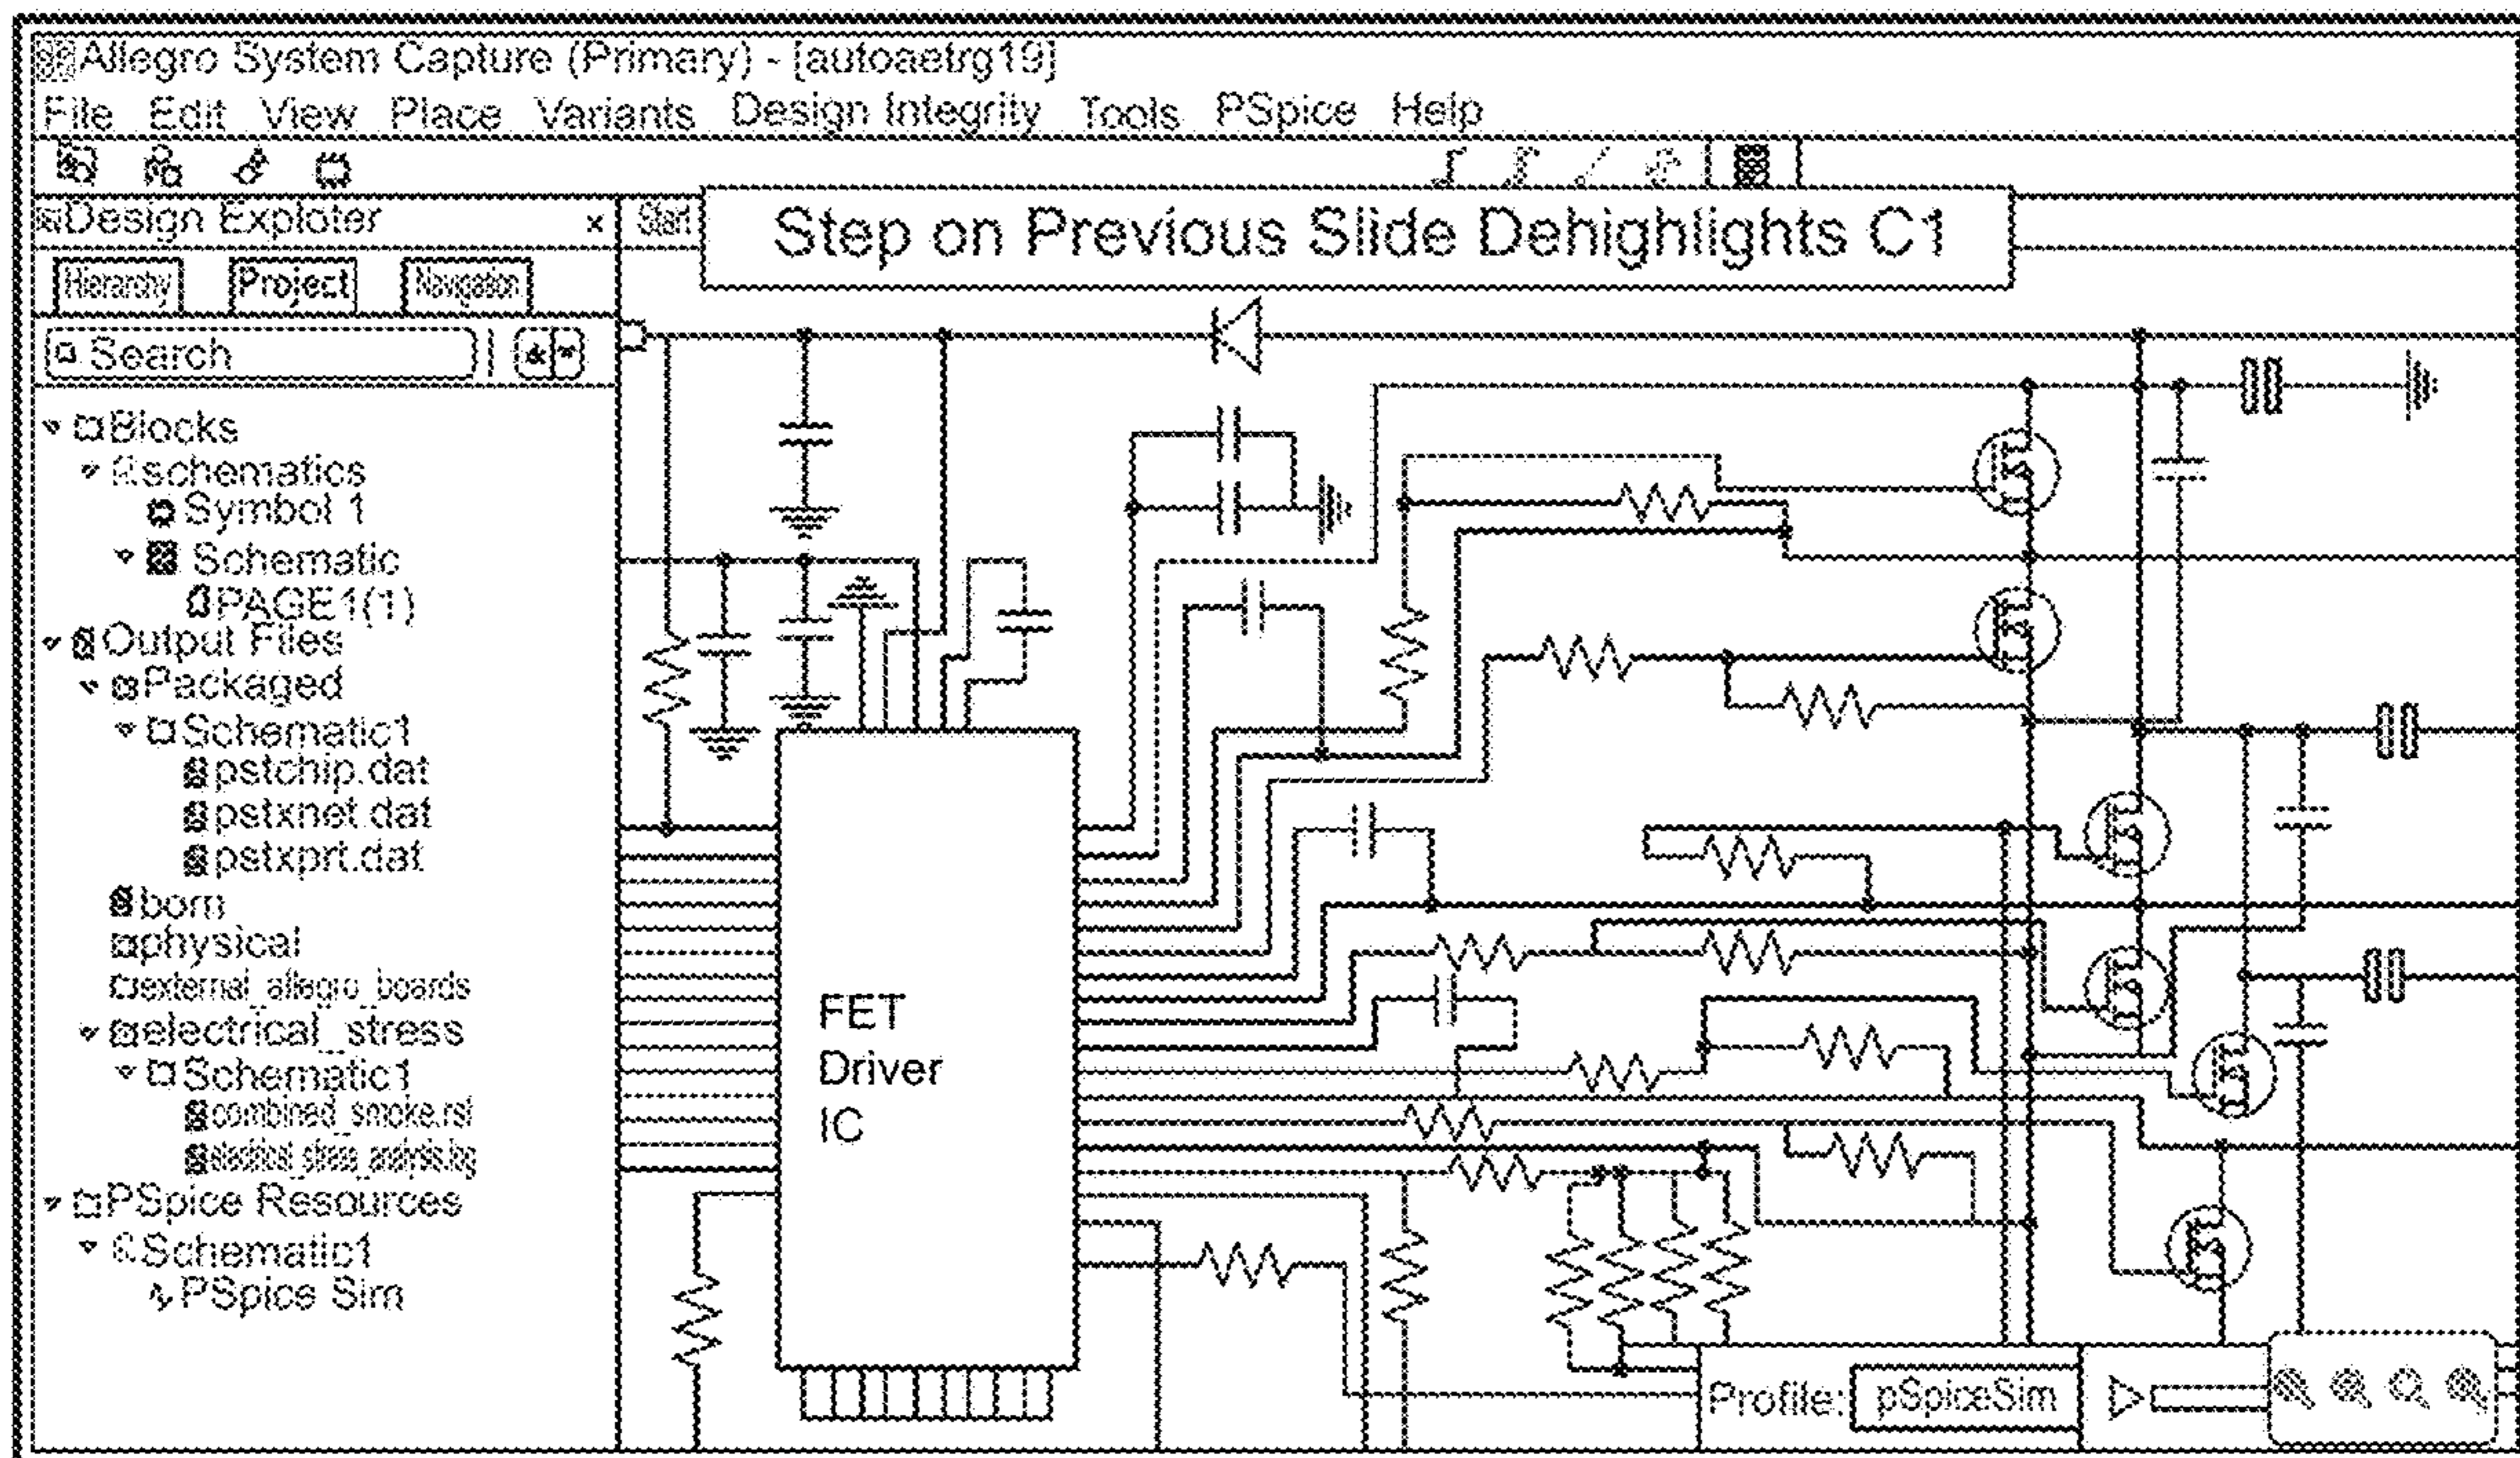 Allegro System Capture (Primary) - [autoaetrg19]
File Edit View Place Variants Design Integrity Tools PSpice Help
Design Exploter x
Start
Step on Previous Slide Dehighlights C1
Hierarchy Project Navigation
Search
Blocks
schematics
Symbol 1
Schematic
PAGE1(1)
Output Files
Packaged
Schematic1
pstchip.dat
pstxnet.dat
pstxprt.dat
bom
physical
external_allegro_boards
electrical_stress
Schematic1
combined_smoke.rsf
PSpice Resources
Schematic1
PSpice Sim
FET
Driver
IC
Profile: pSpiceSim